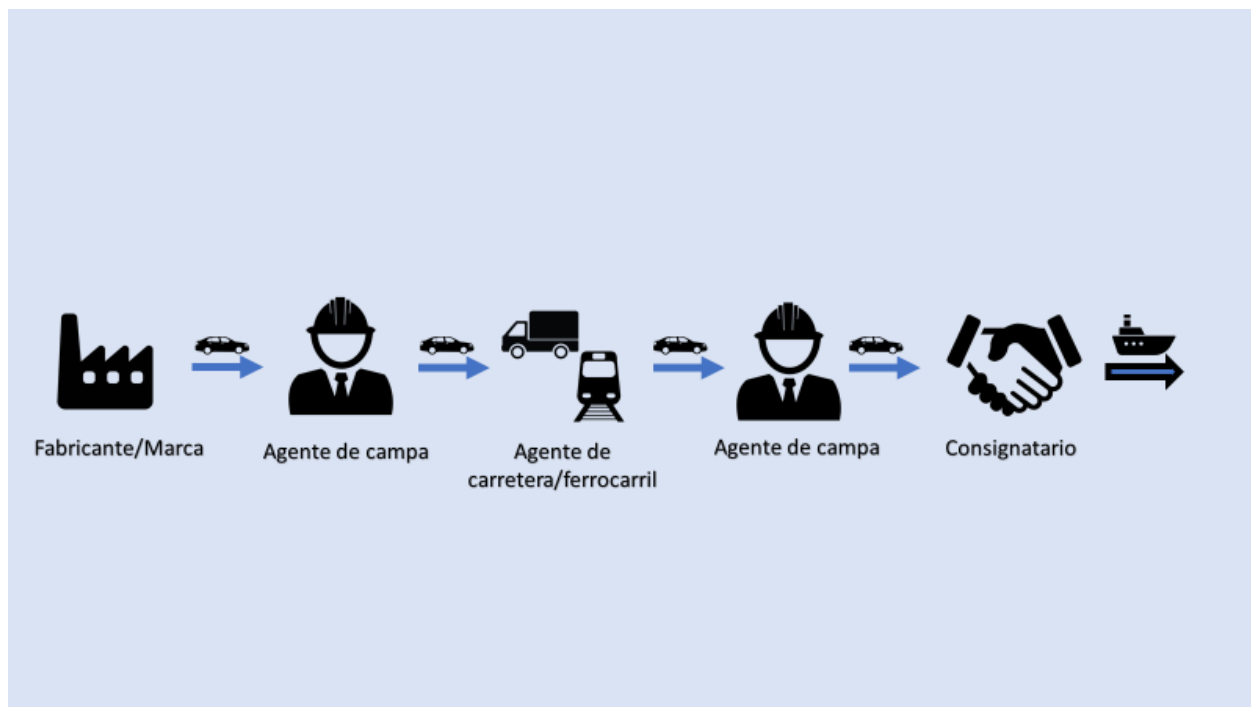 Fabricante/Marca
Agente de campa
Agente de
carretera/ferrocarril
Agente de campa
Consignatario